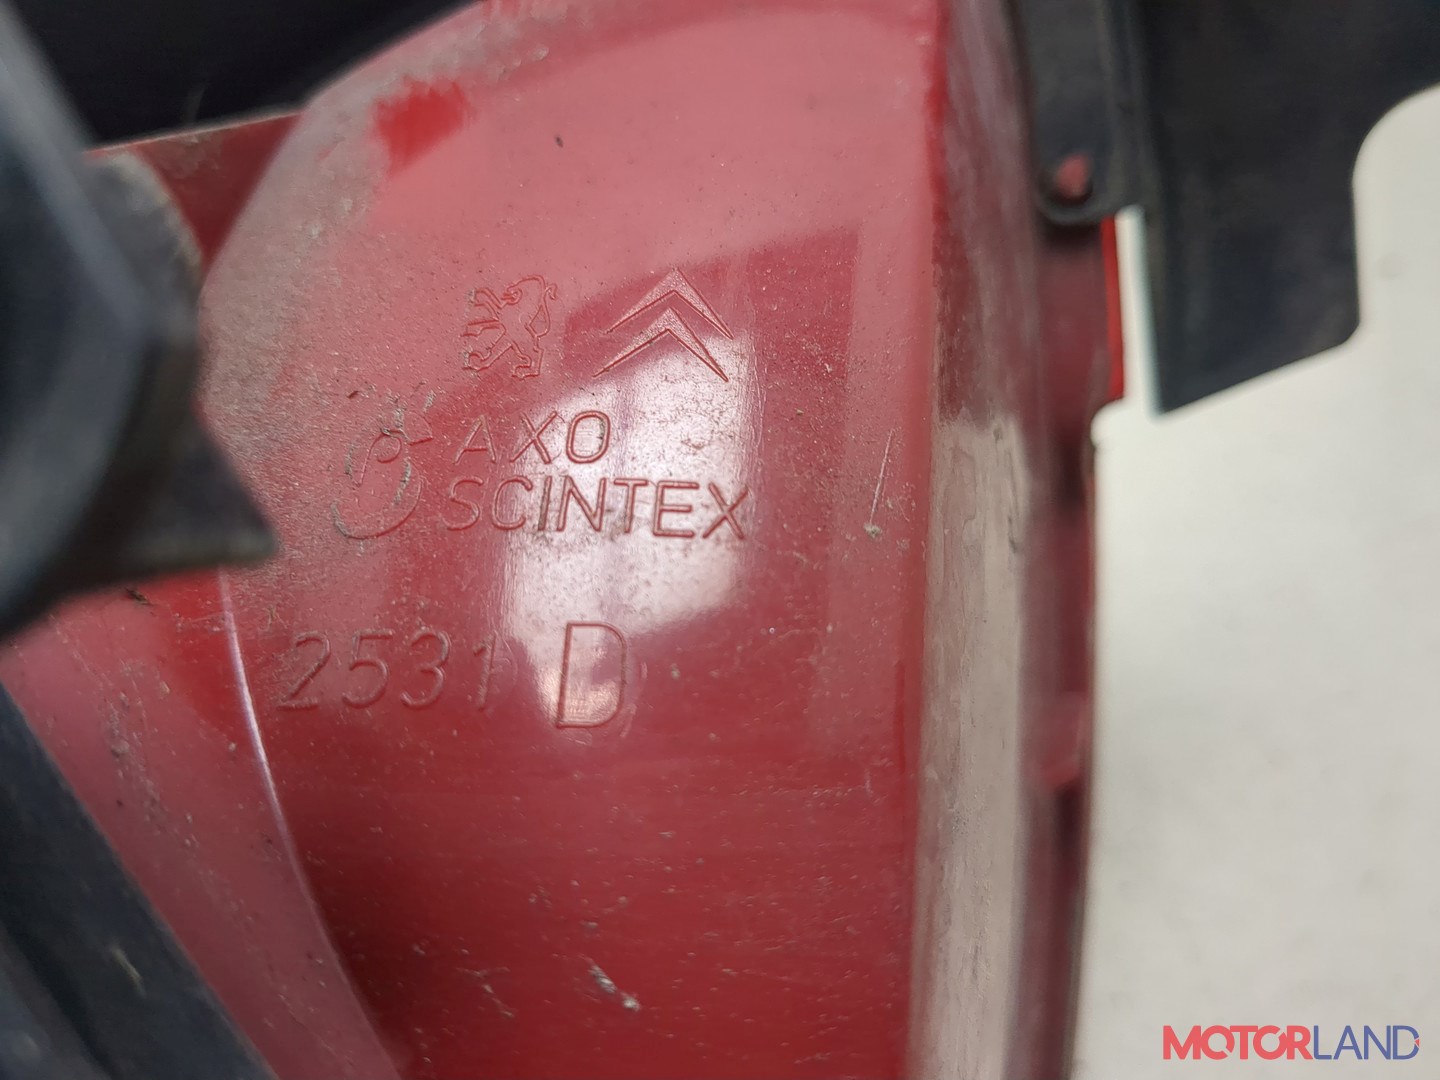 AXO
SCINTEX
2531 D
MOTORLAND